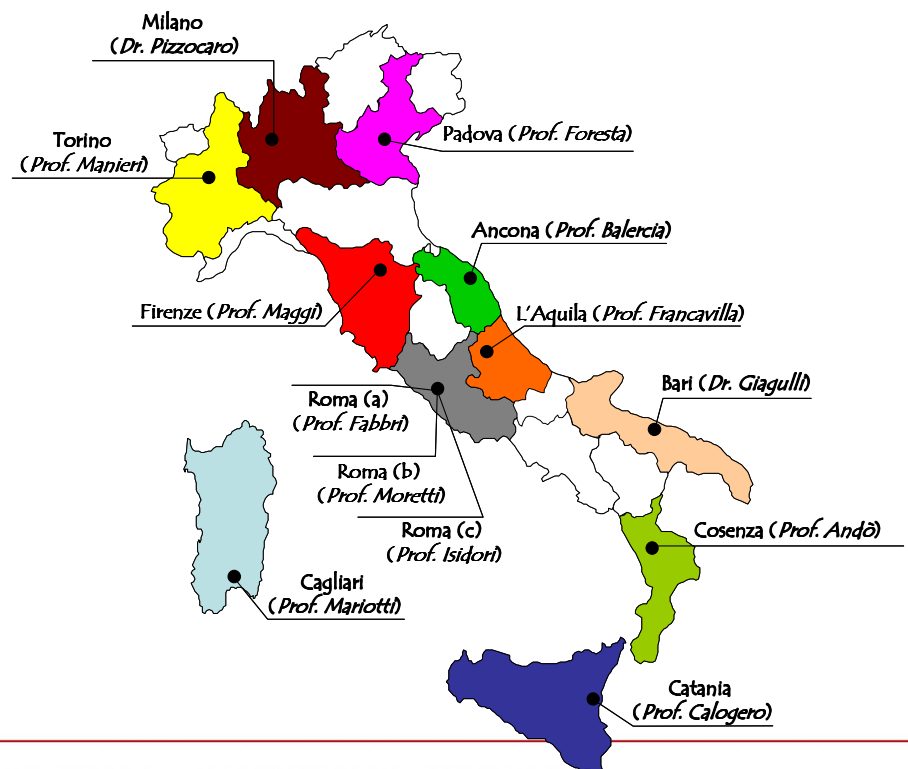 Milano
(Dr. Pizzocaro)
Torino
(Prof. Manieri)
Padova (Prof. Foresta)
Ancona (Prof. Balercia)
Firenze (Prof. Maggi)
L'Aquila (Prof. Francavilla)
Bari (Dr. Giagulli)
Roma (a)
(Prof. Fabbri)
Roma (b)
(Prof. Moretti)
Roma (c)
(Prof. Isidori)
Cosenza (Prof. Andò)
Cagliari
(Prof. Mariotti)
Catania
(Prof. Calogero)